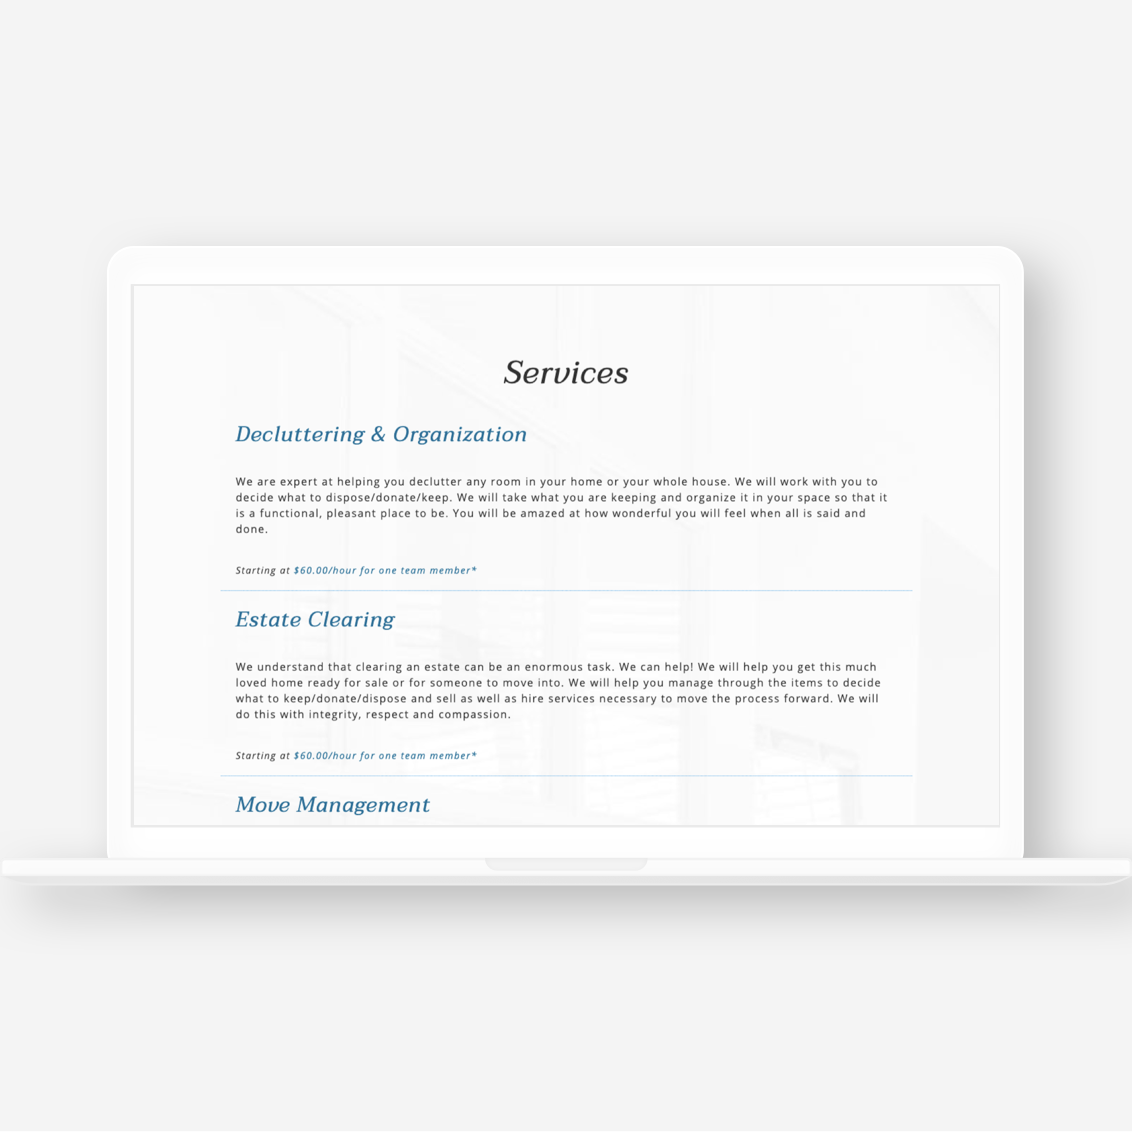 Services
Decluttering & Organization
We are expert at helping you declutter any room in your home or your whole house. We will work with you to
decide what to dispose/donate/keep. We will take what you are keeping and organize it in your space so that it
is a functional, pleasant place to be. You will be amazed at how wonderful you will feel when all is said and
done.
Starting at $60.00/hour for one team member*
Estate Clearing
We understand that clearing an estate can be an enormous task. We can help! We will help you get this much
loved home ready for sale or for someone to move into. We will help you manage through the items to decide
what to keep/donate/dispose and sell as well as hire services necessary to move the process forward. We will
do this with integrity, respect and compassion.
Starting at $60.00/hour for one team member*
Move Management